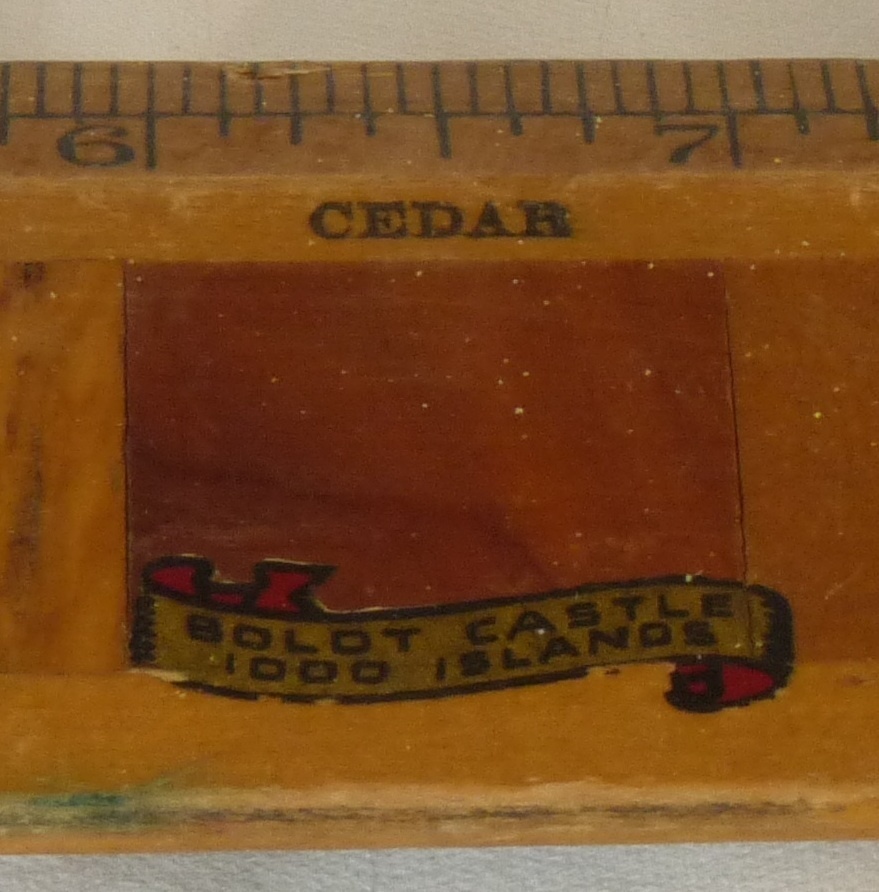 6 7
CEDAR
BOLDT CASTLE
1000 ISLANDS